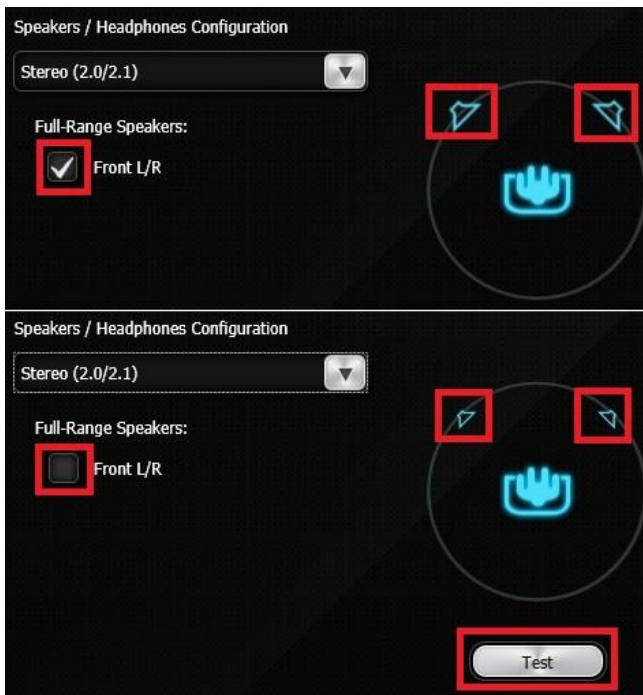 Speakers / Headphones Configuration
Stereo (2.0/2.1)
Full-Range Speakers:
Front L/R
Speakers / Headphones Configuration
Stereo (2.0/2.1)
Full-Range Speakers:
Front L/R
Test